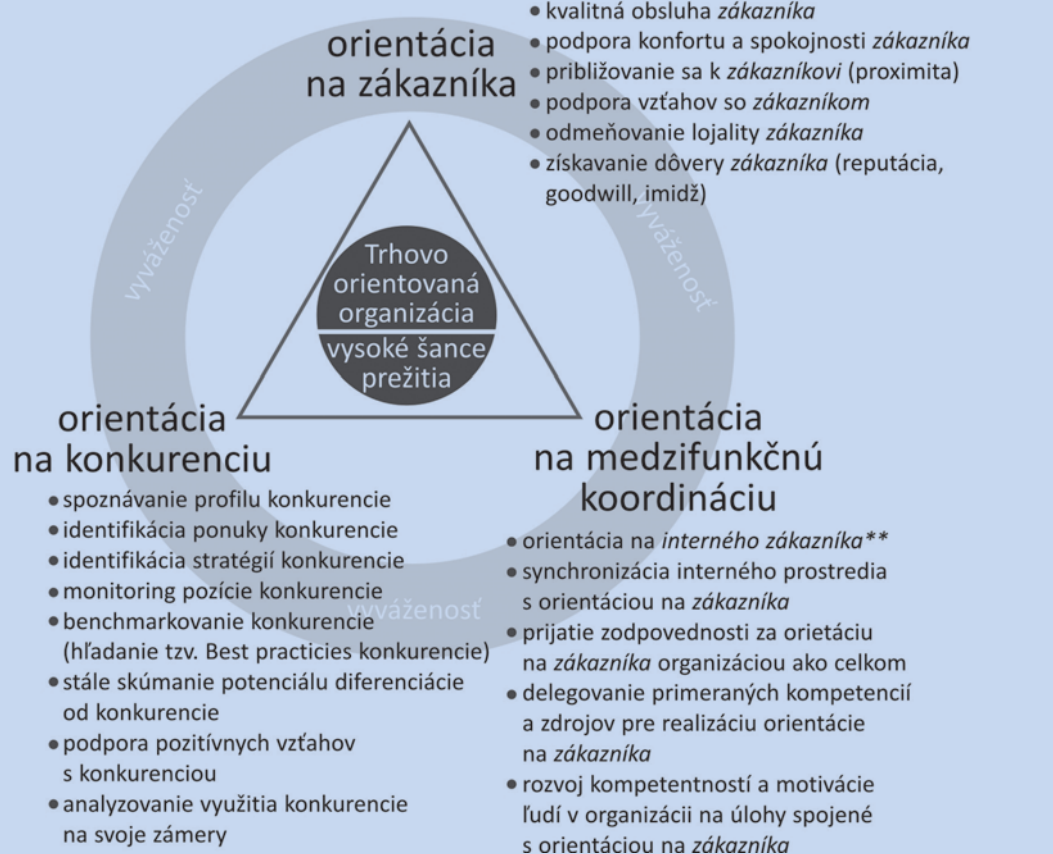 orientácia
na zákazníka
• kvalitná obsluha zákazníka
• podpora konfortu a spokojnosti zákazníka
• približovanie sa k zákazníkovi (proximita)
• podpora vzťahov so zákazníkom
• odmeňovanie lojality zákazníka
• získavanie dôvery zákazníka (reputácia,
goodwill, imidž)
vyváženosť
vyváženosť
Trhovo
orientovaná
organizácia
vysoké šance
prežitia
orientácia
na konkurenciu
• spoznávanie profilu konkurencie
• identifikácia ponuky konkurencie
• identifikácia stratégií konkurencie
• monitoring pozície konkurencie
• benchmarkovanie konkurencie
(hľadanie tzv. Best practicies konkurencie)
• stále skúmanie potenciálu diferenciácie
od konkurencie
• podpora pozitívnych vzťahov
s konkurenciou
• analyzovanie využitia konkurencie
na svoje zámery
vyváženosť
orientácia
na medzifunkčnú
koordináciu
• orientácia na interného zákazníka**
• synchronizácia interného prostredia
s orientáciou na zákazníka
• prijatie zodpovednosti za orietáciu
na zákazníka organizáciou ako celkom
• delegovanie primeraných kompetencií
a zdrojov pre realizáciu orientácie
na zákazníka
• rozvoj kompetentností a motivácie
ľudí v organizácii na úlohy spojené
s orientáciou na zákazníka